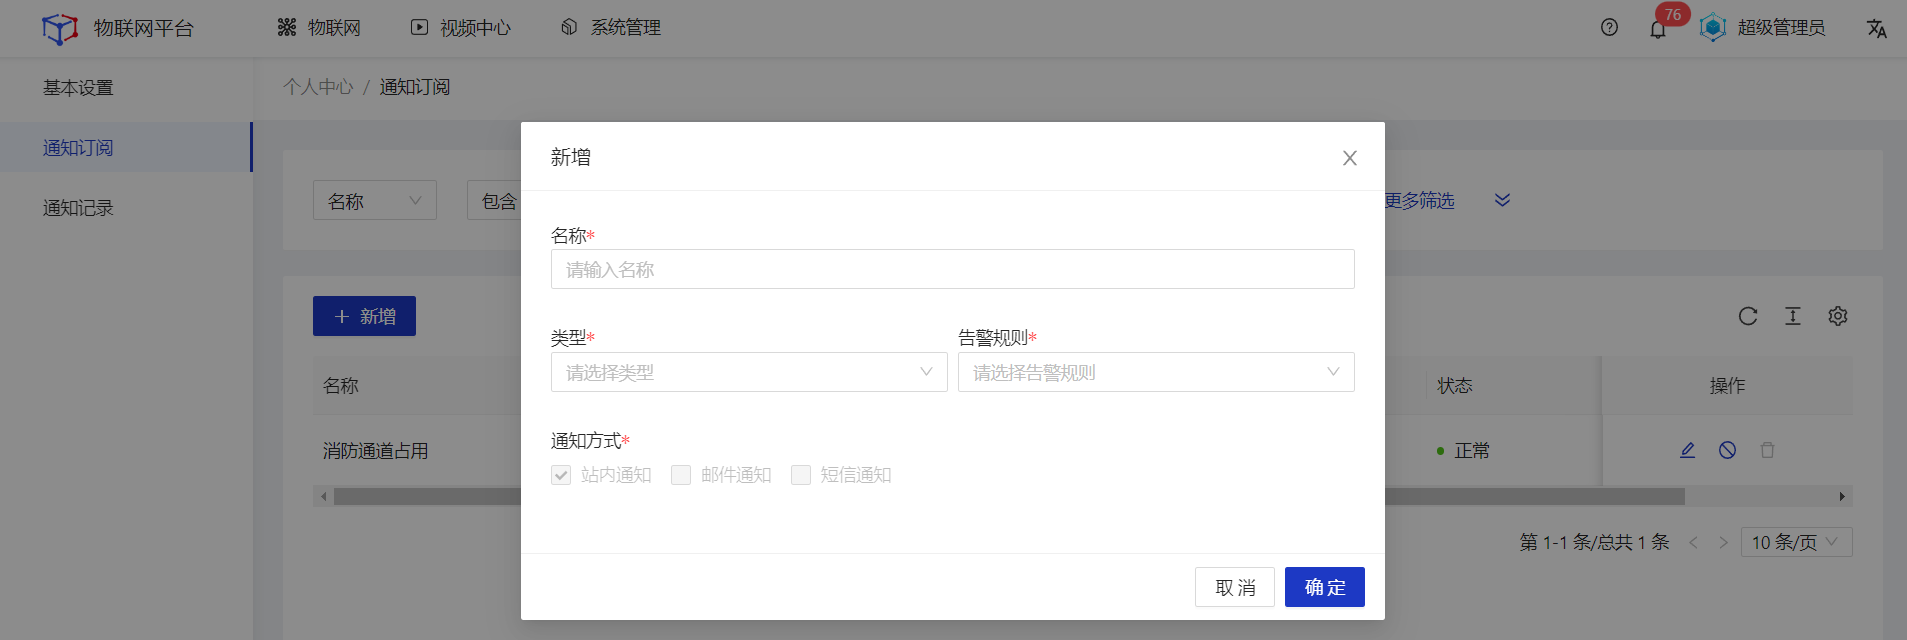 物联网平台 物联网 视频中心 系统管理 76 超级管理员
基本设置
通知订阅
通知记录
个人中心 / 通知订阅
名称 包含 更多筛选
新增
名称 状态 操作
消防通道占用 正常
第 1-1 条/总共 1 条 10 条/页
新增
名称*
请输入名称
类型* 告警规则*
请选择类型 请选择告警规则
通知方式*
站内通知 邮件通知 短信通知
取 消 确 定